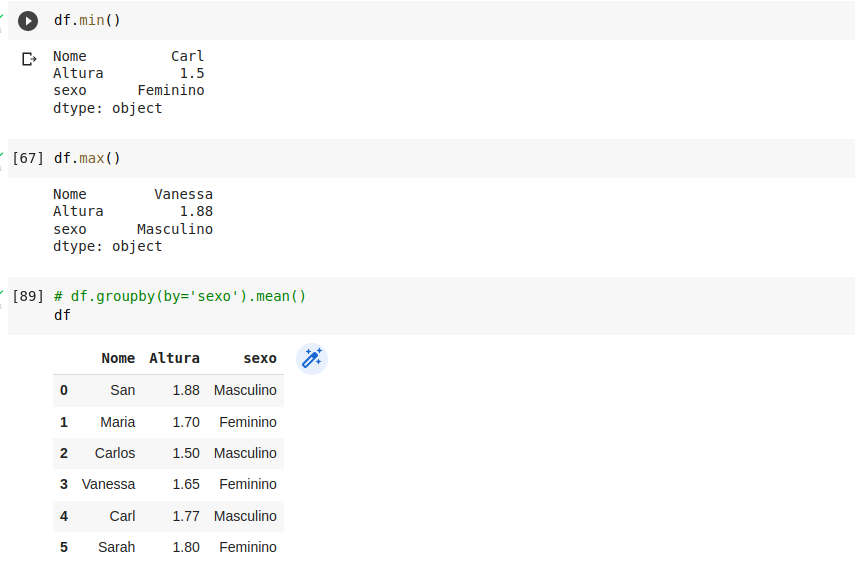 df.min()
Nome Carl
Altura 1.5
sexo Feminino
dtype: object
[67] df.max()
Nome Vanessa
Altura 1.88
sexo Masculino
dtype: object
[89] # df.groupby(by='sexo').mean()
df
Nome Altura sexo
0 San 1.88 Masculino
1 Maria 1.70 Feminino
2 Carlos 1.50 Masculino
3 Vanessa 1.65 Feminino
4 Carl 1.77 Masculino
5 Sarah 1.80 Feminino